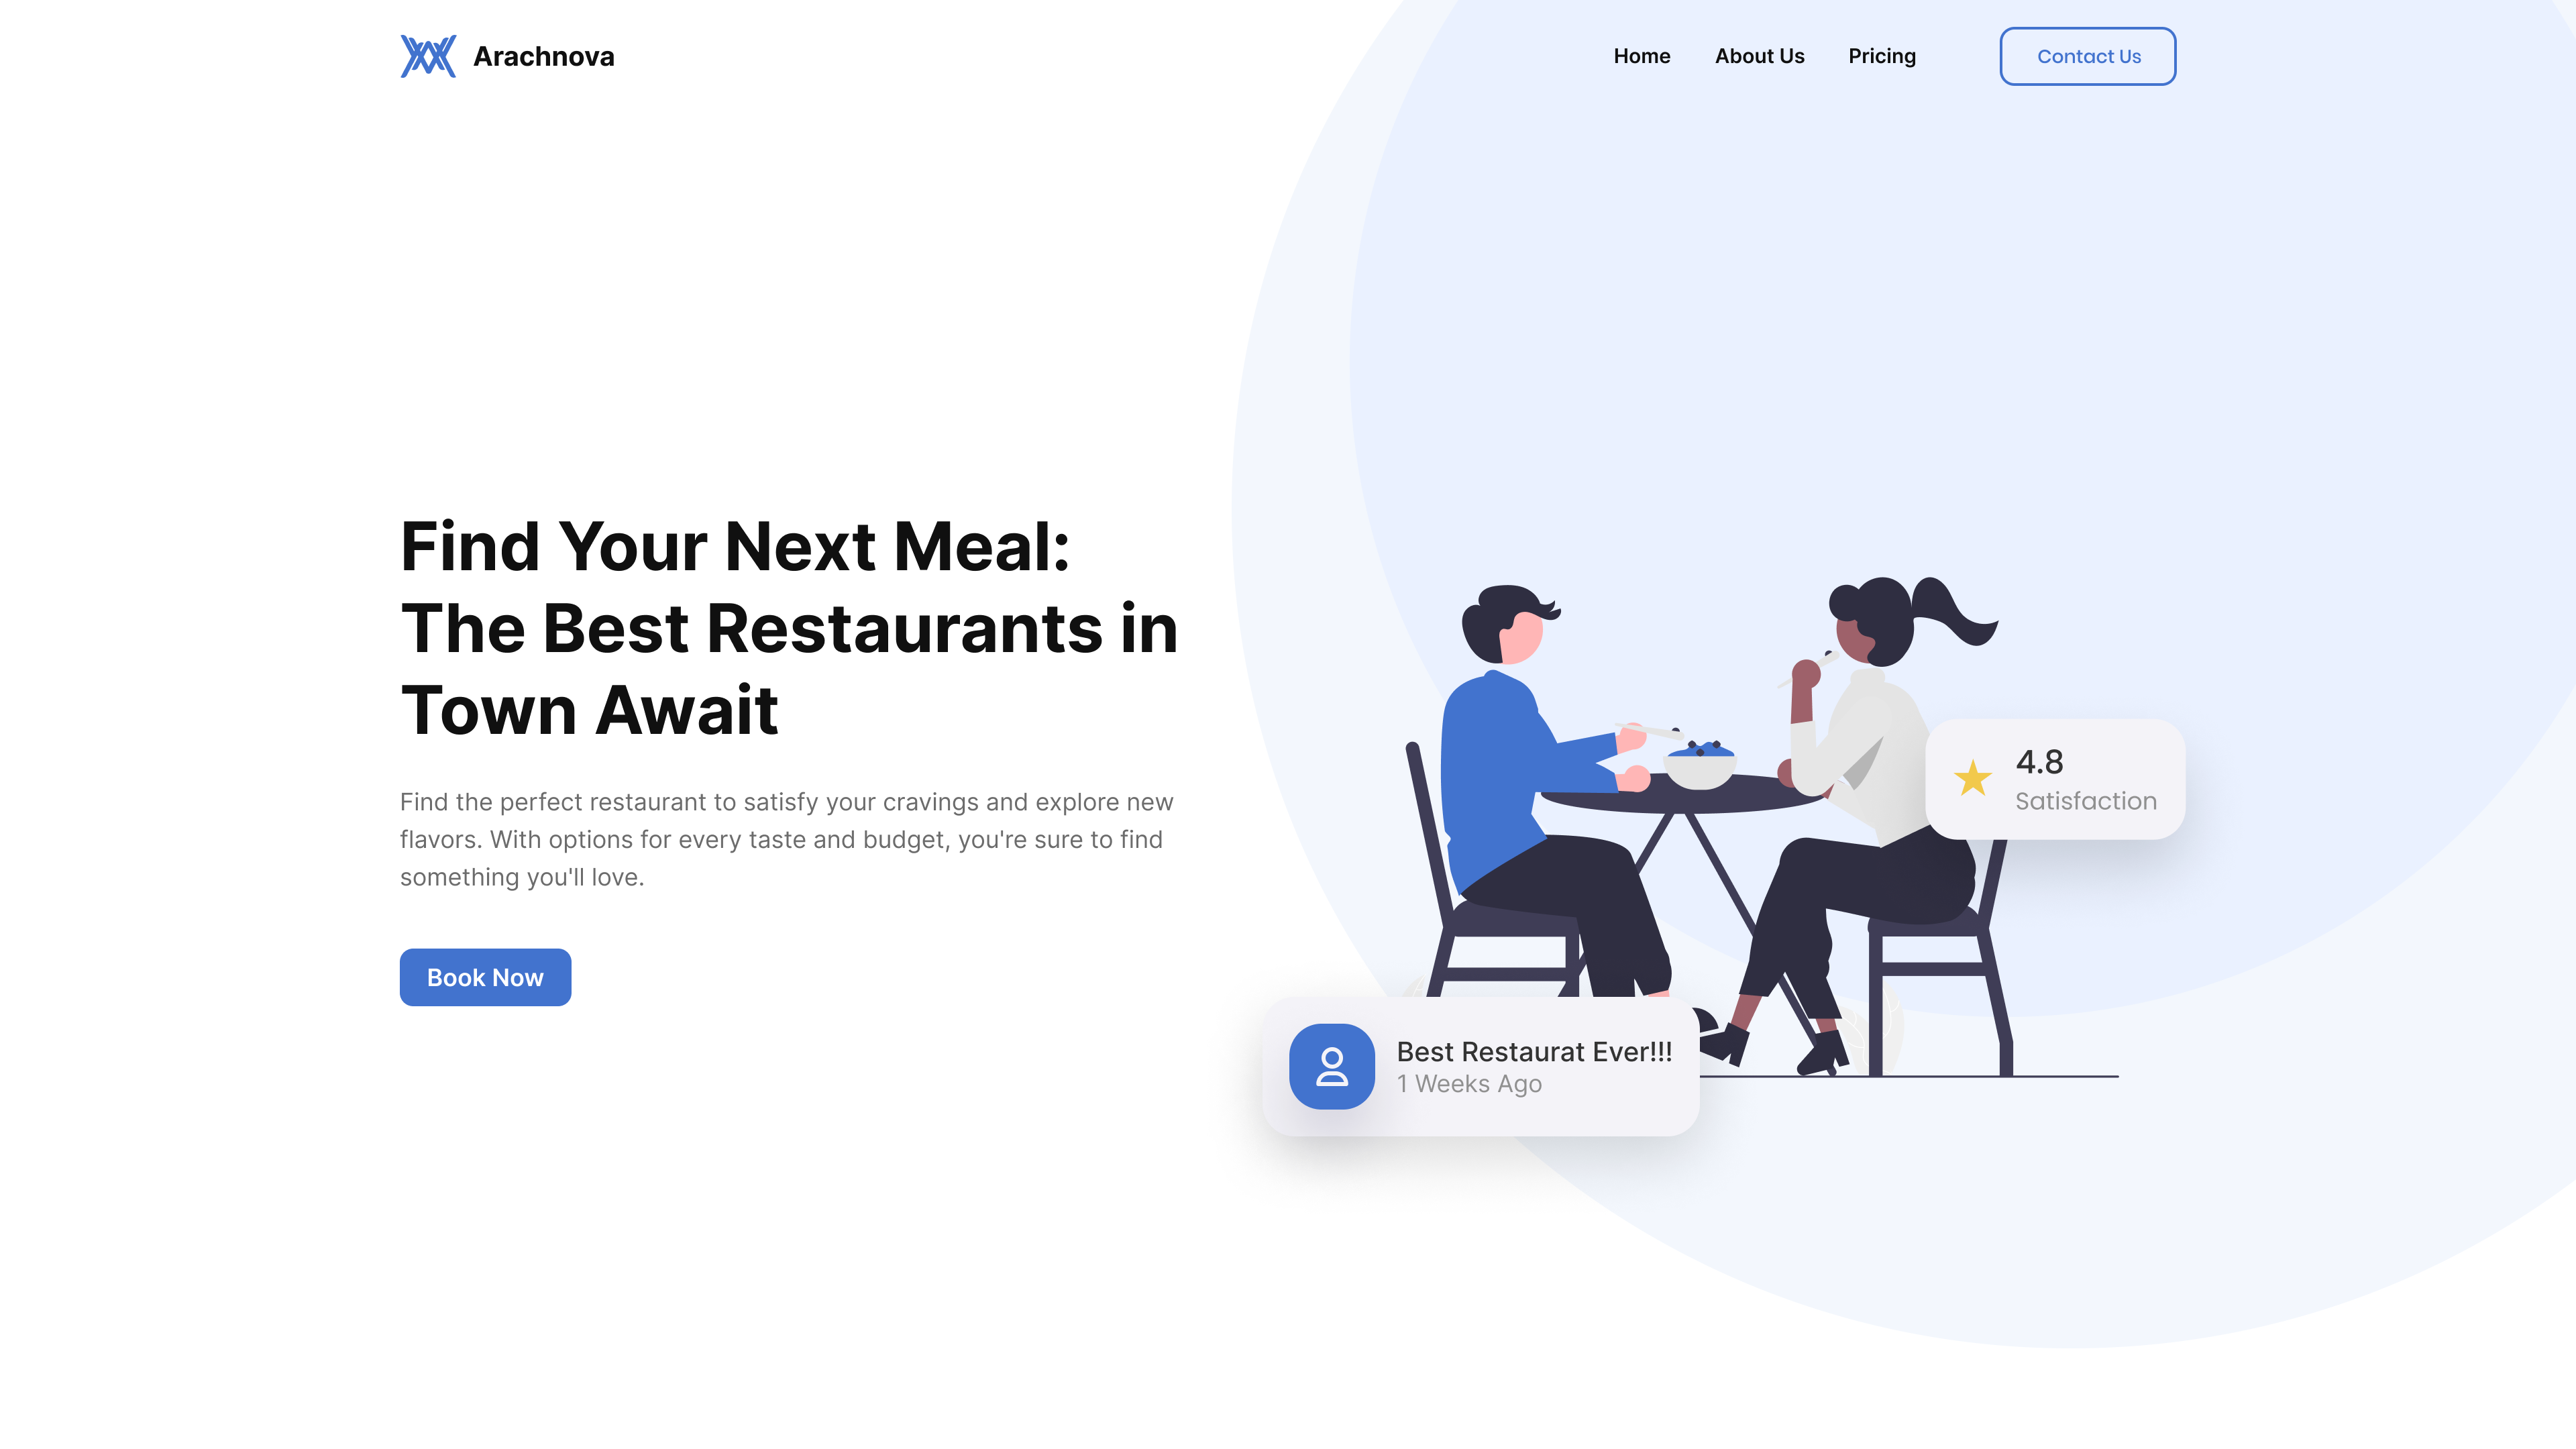 Arachnova
Home
About Us
Pricing
Contact Us
Find Your Next Meal:
The Best Restaurants in
Town Await
Find the perfect restaurant to satisfy your cravings and explore new
flavors. With options for every taste and budget, you're sure to find
something you'll love.
Book Now
4.8
Satisfaction
Best Restaurat Ever!!!
1 Weeks Ago